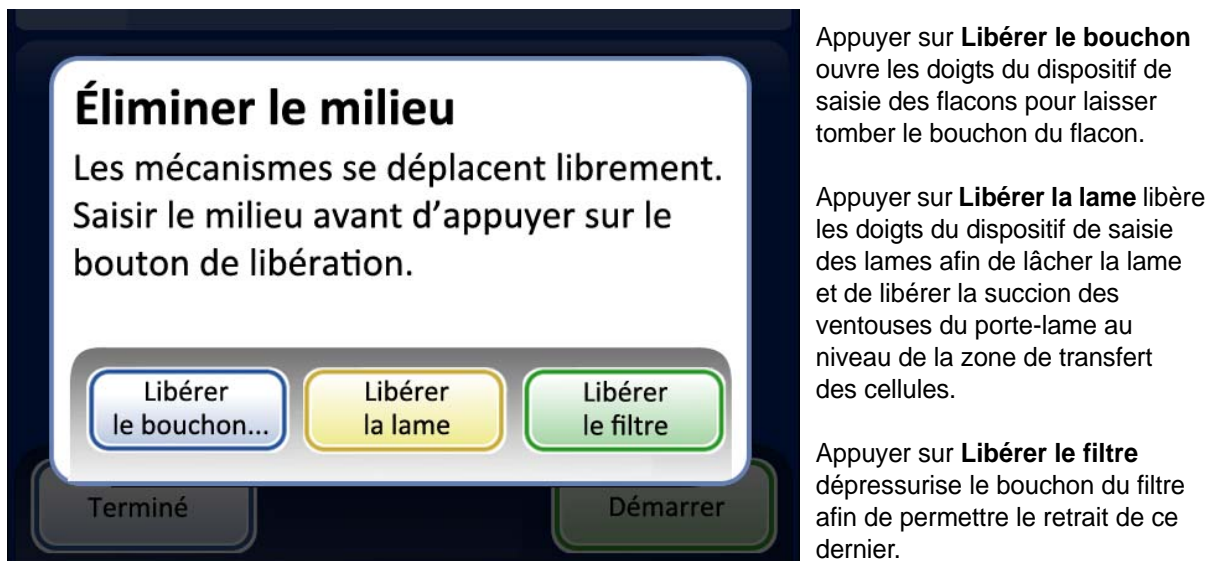 Éliminer le milieu
Les mécanismes se déplacent librement.
Saisir le milieu avant d'appuyer sur le
bouton de libération.
Libérer
le bouchon...
Libérer
la lame
Libérer
le filtre
Terminé
Démarrer
Appuyer sur Libérer le bouchon
ouvre les doigts du dispositif de
saisie des flacons pour laisser
tomber le bouchon du flacon.
Appuyer sur Libérer la lame libère
les doigts du dispositif de saisie
des lames afin de lâcher la lame
et de libérer la succion des
ventouses du porte-lame au
niveau de la zone de transfert
des cellules.
Appuyer sur Libérer le filtre
dépressurise le bouchon du filtre
afin de permettre le retrait de ce
dernier.